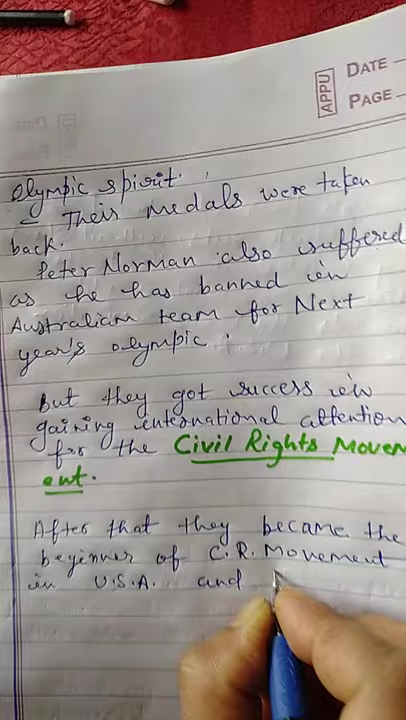 APPU
DATE
PAGE
Olympic spirit.
Their medals were taken
back.
Peter Norman also suffered
as he has banned in
Australian team for Next
year's olympic.
But they got success in
gaining international attention
for the Civil Rights Movem
ent.
After that they became the
beginner of C.R. Movement
in U.S.A. and